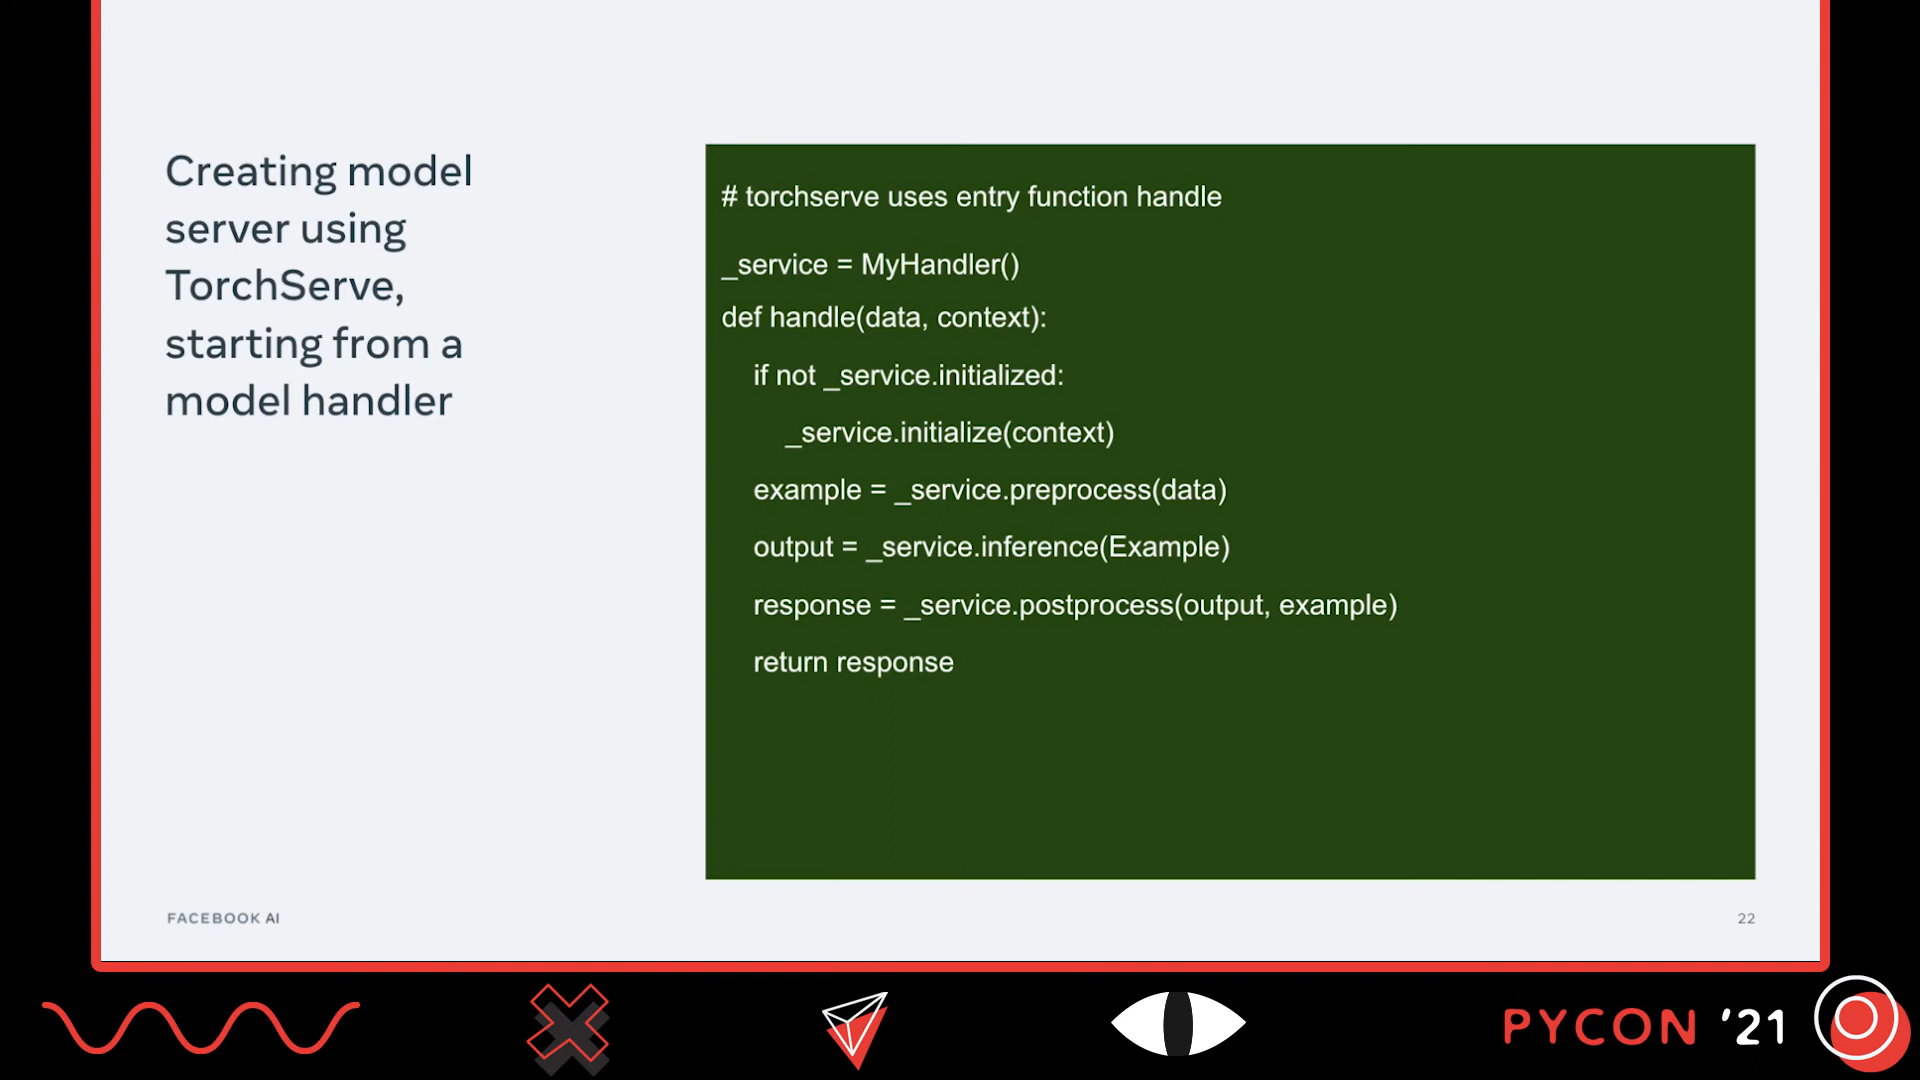 Creating model
server using
TorchServe,
starting from a
model handler
# torchserve uses entry function handle
_service = MyHandler()
def handle(data, context):
if not _service.initialized:
_service.initialize(context)
example = _service.preprocess(data)
output = _service.inference(Example)
response = _service.postprocess(output, example)
return response
FACEBOOK AI
22
PYCON '21